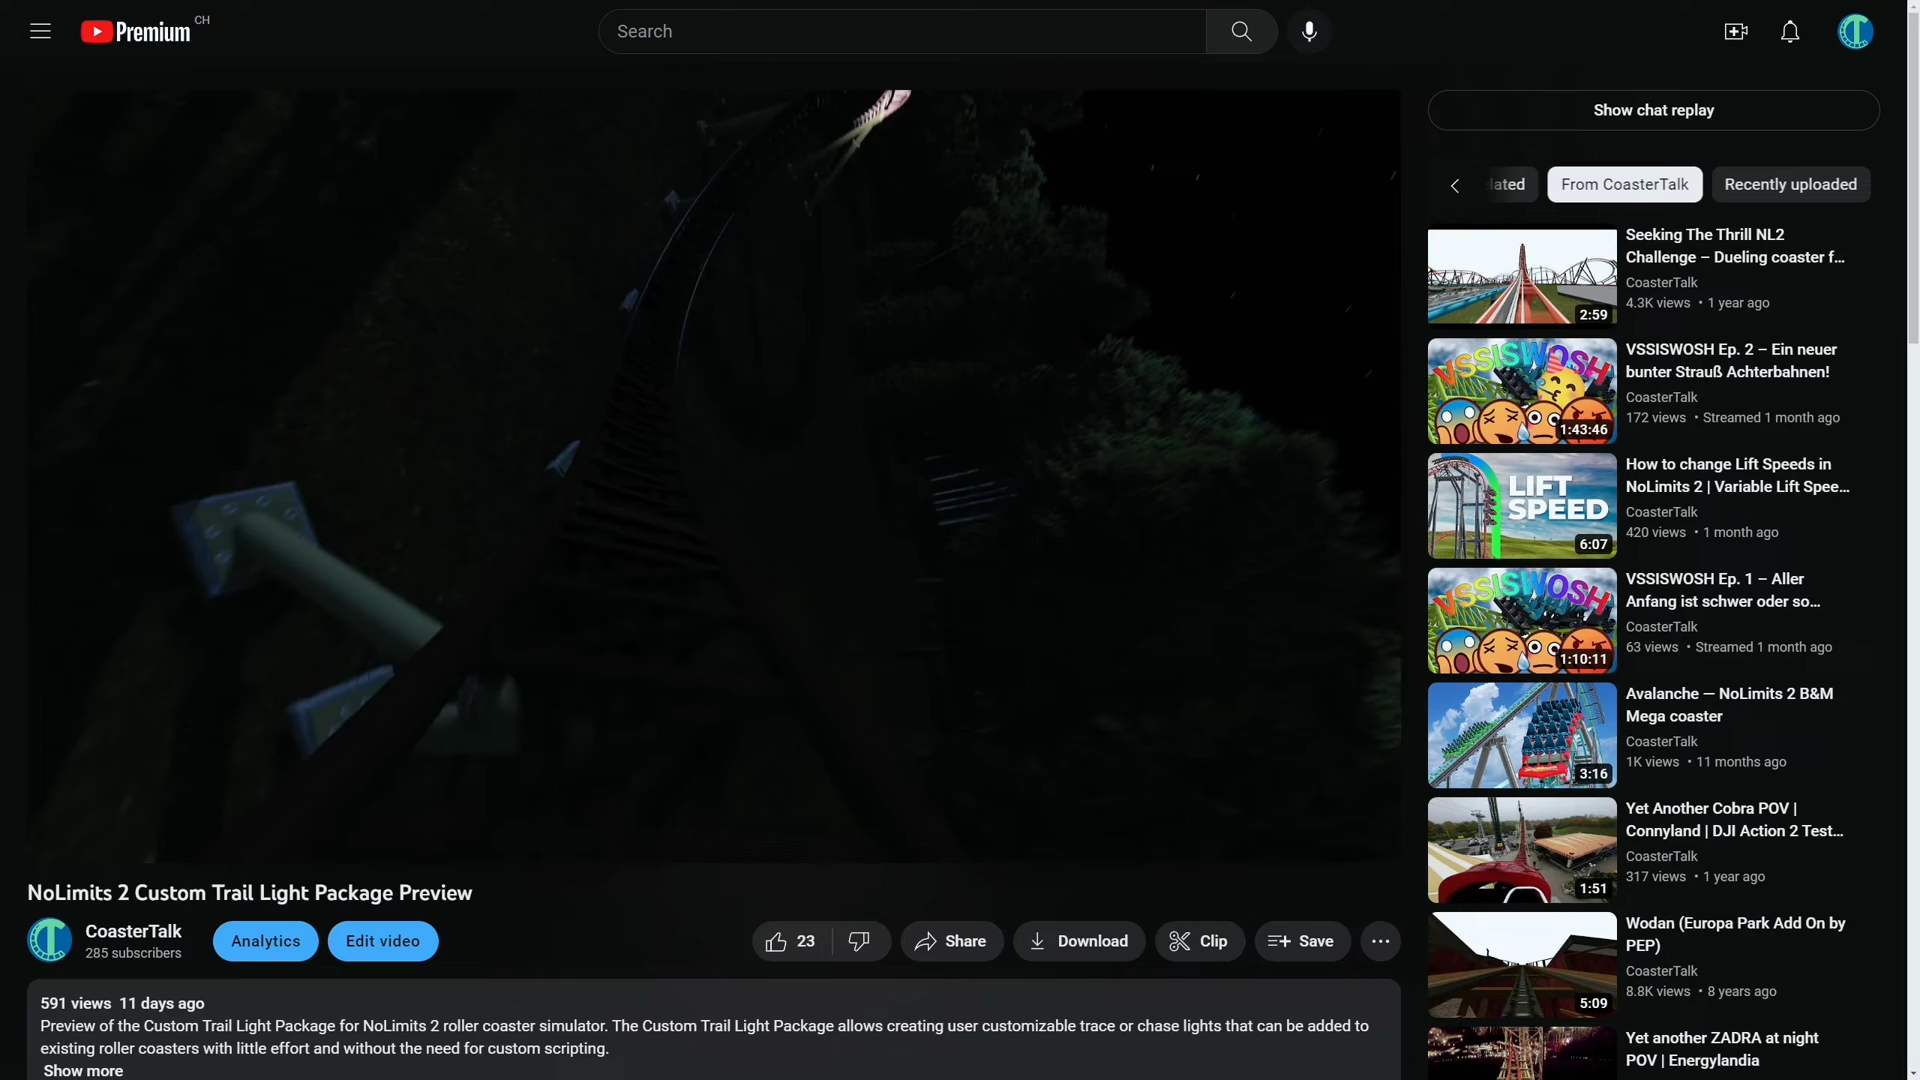 Premium CH
Search
Show chat replay
lated
From CoasterTalk
Recently uploaded
Seeking The Thrill NL2
Challenge – Dueling coaster f...
CoasterTalk
4.3K views • 1 year ago
2:59
VSSISWOSH
VSSISWOSH Ep. 2 – Ein neuer
bunter Strauß Achterbahnen!
CoasterTalk
172 views • Streamed 1 month ago
1:43:46
LIFT
SPEED
How to change Lift Speeds in
NoLimits 2 | Variable Lift Spee...
CoasterTalk
420 views • 1 month ago
6:07
VSSISWOSH
VSSISWOSH Ep. 1 – Aller
Anfang ist schwer oder so...
CoasterTalk
63 views • Streamed 1 month ago
1:10:11
Avalanche — NoLimits 2 B&M
Mega coaster
CoasterTalk
1K views • 11 months ago
3:16
Yet Another Cobra POV |
Connyland | DJI Action 2 Test...
CoasterTalk
317 views • 1 year ago
1:51
Wodan (Europa Park Add On by
PEP)
CoasterTalk
8.8K views • 8 years ago
5:09
Yet another ZADRA at night
POV | Energylandia
NoLimits 2 Custom Trail Light Package Preview
CoasterTalk
285 subscribers
Analytics
Edit video
23
Share
Download
Clip
Save
591 views 11 days ago
Preview of the Custom Trail Light Package for NoLimits 2 roller coaster simulator. The Custom Trail Light Package allows creating user customizable trace or chase lights that can be added to
existing roller coasters with little effort and without the need for custom scripting.
Show more